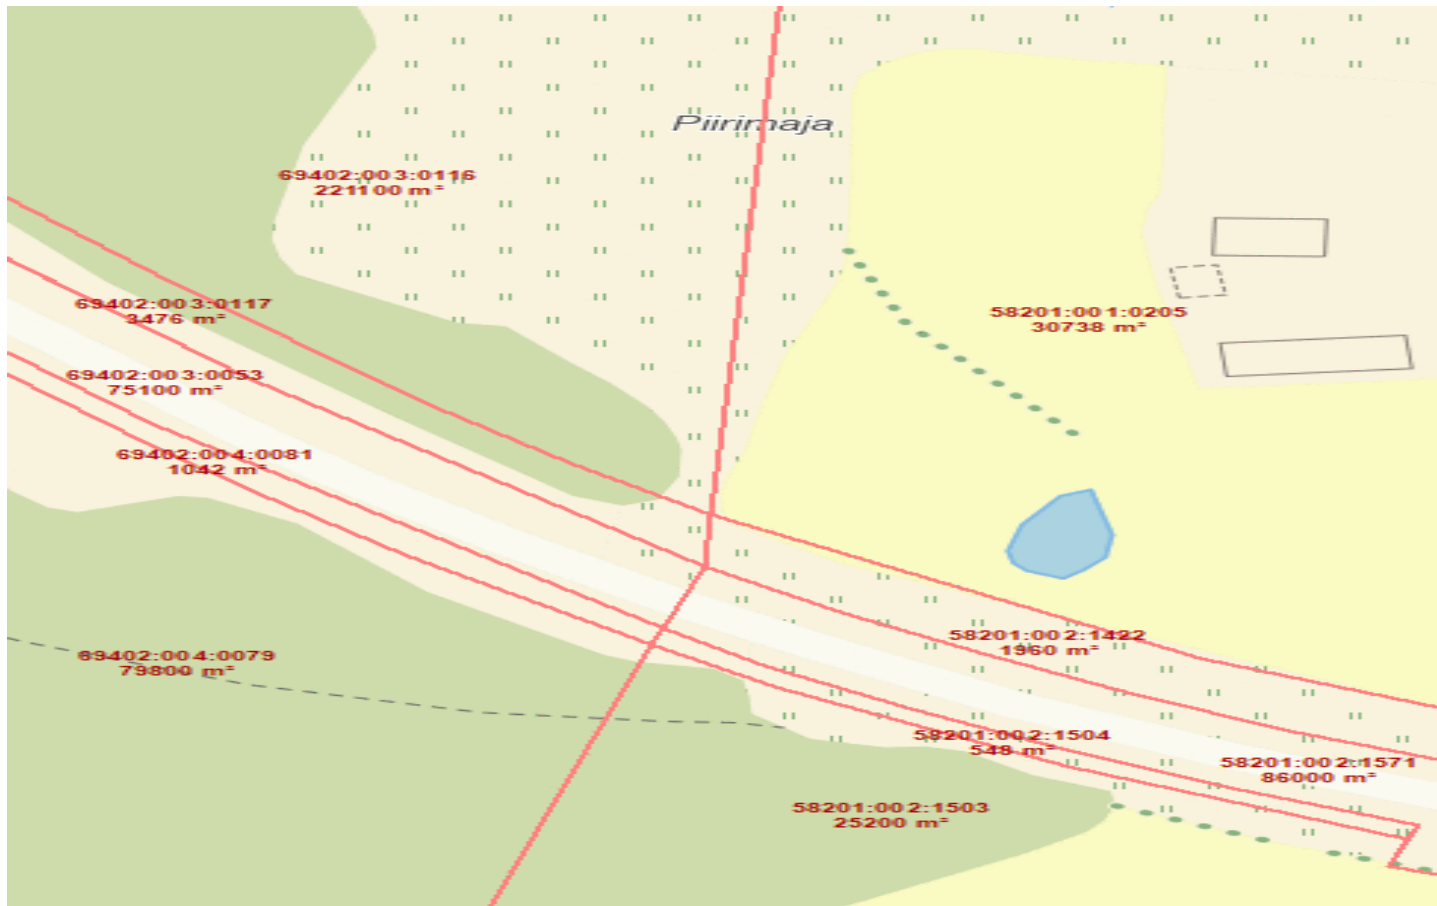 Piirimaja
69402:003:0116
221100 m²
69402:003:0117
3476 m²
58201:001:0205
30738 m²
69402:003:0053
75100 m²
69402:004:0081
1042 m²
58201:002:1422
1960 m²
69402:004:0079
79800 m²
58201:002:1504
548 m²
58201:002:1571
86000 m²
58201:002:1503
25200 m²